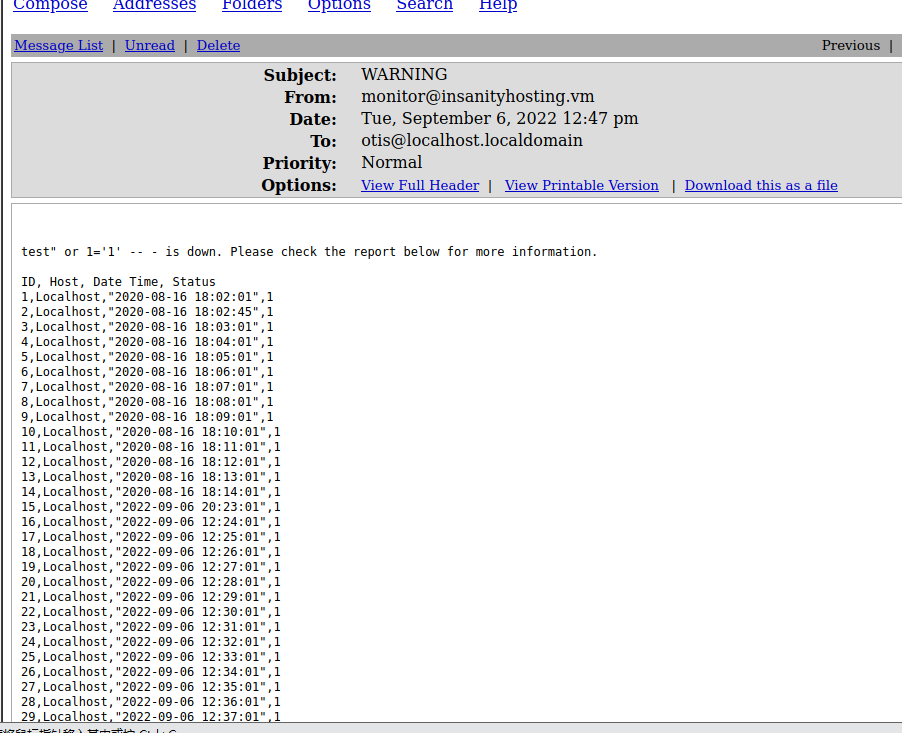 Compose Addresses Folders Options Search Help
Message List | Unread | Delete Previous |
Subject: WARNING
From: monitor@insanityhosting.vm
Date: Tue, September 6, 2022 12:47 pm
To: otis@localhost.localdomain
Priority: Normal
Options: View Full Header | View Printable Version | Download this as a file
test" or 1='1' -- - is down. Please check the report below for more information.
ID, Host, Date Time, Status
1,Localhost,"2020-08-16 18:02:01",1
2,Localhost,"2020-08-16 18:02:45",1
3,Localhost,"2020-08-16 18:03:01",1
4,Localhost,"2020-08-16 18:04:01",1
5,Localhost,"2020-08-16 18:05:01",1
6,Localhost,"2020-08-16 18:06:01",1
7,Localhost,"2020-08-16 18:07:01",1
8,Localhost,"2020-08-16 18:08:01",1
9,Localhost,"2020-08-16 18:09:01",1
10,Localhost,"2020-08-16 18:10:01",1
11,Localhost,"2020-08-16 18:11:01",1
12,Localhost,"2020-08-16 18:12:01",1
13,Localhost,"2020-08-16 18:13:01",1
14,Localhost,"2020-08-16 18:14:01",1
15,Localhost,"2022-09-06 20:23:01",1
16,Localhost,"2022-09-06 12:24:01",1
17,Localhost,"2022-09-06 12:25:01",1
18,Localhost,"2022-09-06 12:26:01",1
19,Localhost,"2022-09-06 12:27:01",1
20,Localhost,"2022-09-06 12:28:01",1
21,Localhost,"2022-09-06 12:29:01",1
22,Localhost,"2022-09-06 12:30:01",1
23,Localhost,"2022-09-06 12:31:01",1
24,Localhost,"2022-09-06 12:32:01",1
25,Localhost,"2022-09-06 12:33:01",1
26,Localhost,"2022-09-06 12:34:01",1
27,Localhost,"2022-09-06 12:35:01",1
28,Localhost,"2022-09-06 12:36:01",1
29,Localhost,"2022-09-06 12:37:01",1